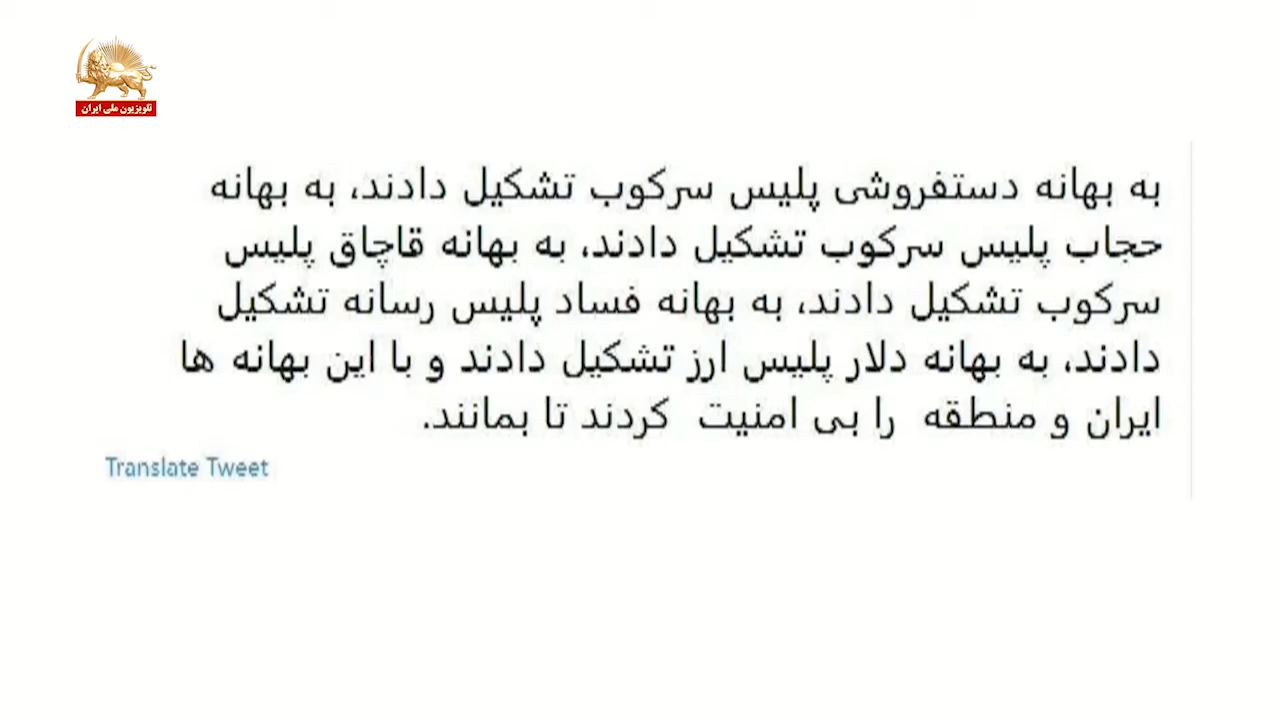 تلویزیون ملی ایران
به بهانه دستفروشی پلیس سرکوب تشکیل دادند، به بهانه
حجاب پلیس سرکوب تشکیل دادند، به بهانه قاچاق پلیس
سرکوب تشکیل دادند، به بهانه فساد پلیس رسانه تشکیل
دادند، به بهانه دلار پلیس ارز تشکیل دادند و با این بهانه ها
ایران و منطقه را بی امنیت کردند تا بمانند.
Translate Tweet